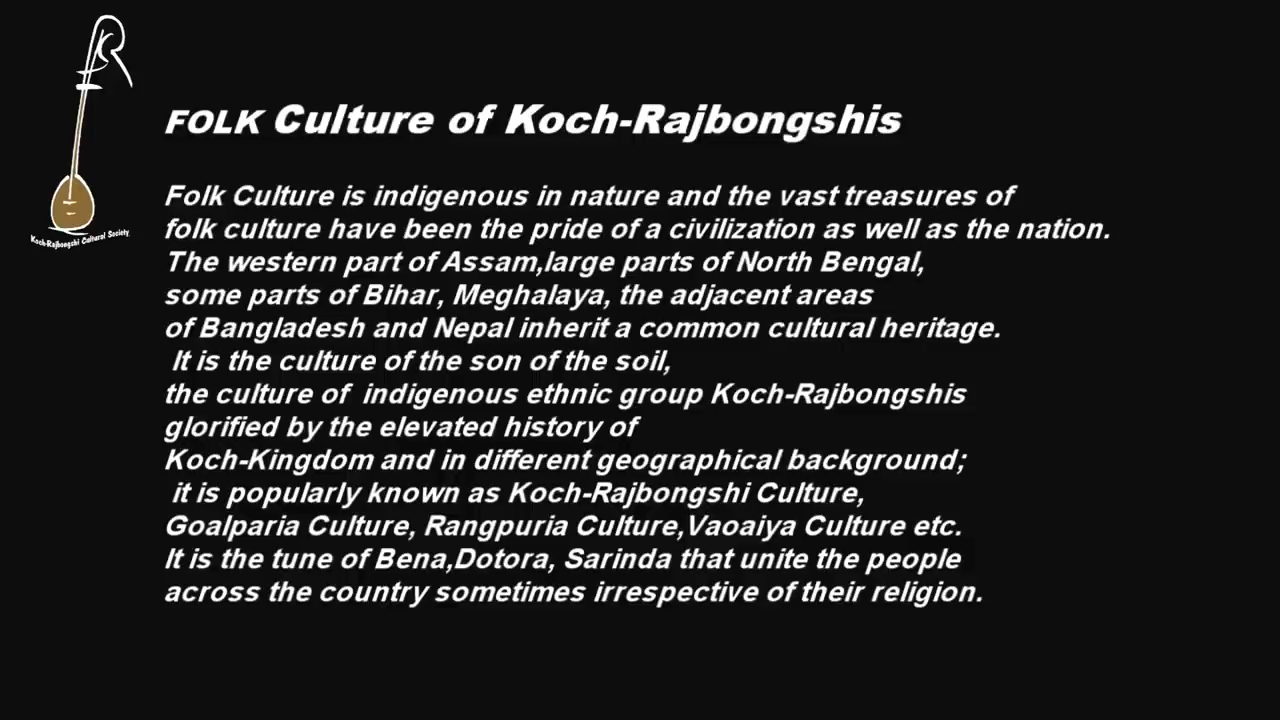 Koch-Rajbongshi Cultural Society
FOLK Culture of Koch-Rajbongshis
Folk Culture is indigenous in nature and the vast treasures of
folk culture have been the pride of a civilization as well as the nation.
The western part of Assam,large parts of North Bengal,
some parts of Bihar, Meghalaya, the adjacent areas
of Bangladesh and Nepal inherit a common cultural heritage.
It is the culture of the son of the soil,
the culture of indigenous ethnic group Koch-Rajbongshis
glorified by the elevated history of
Koch-Kingdom and in different geographical background;
it is popularly known as Koch-Rajbongshi Culture,
Goalparia Culture, Rangpuria Culture,Vaoaiya Culture etc.
It is the tune of Bena,Dotora, Sarinda that unite the people
across the country sometimes irrespective of their religion.